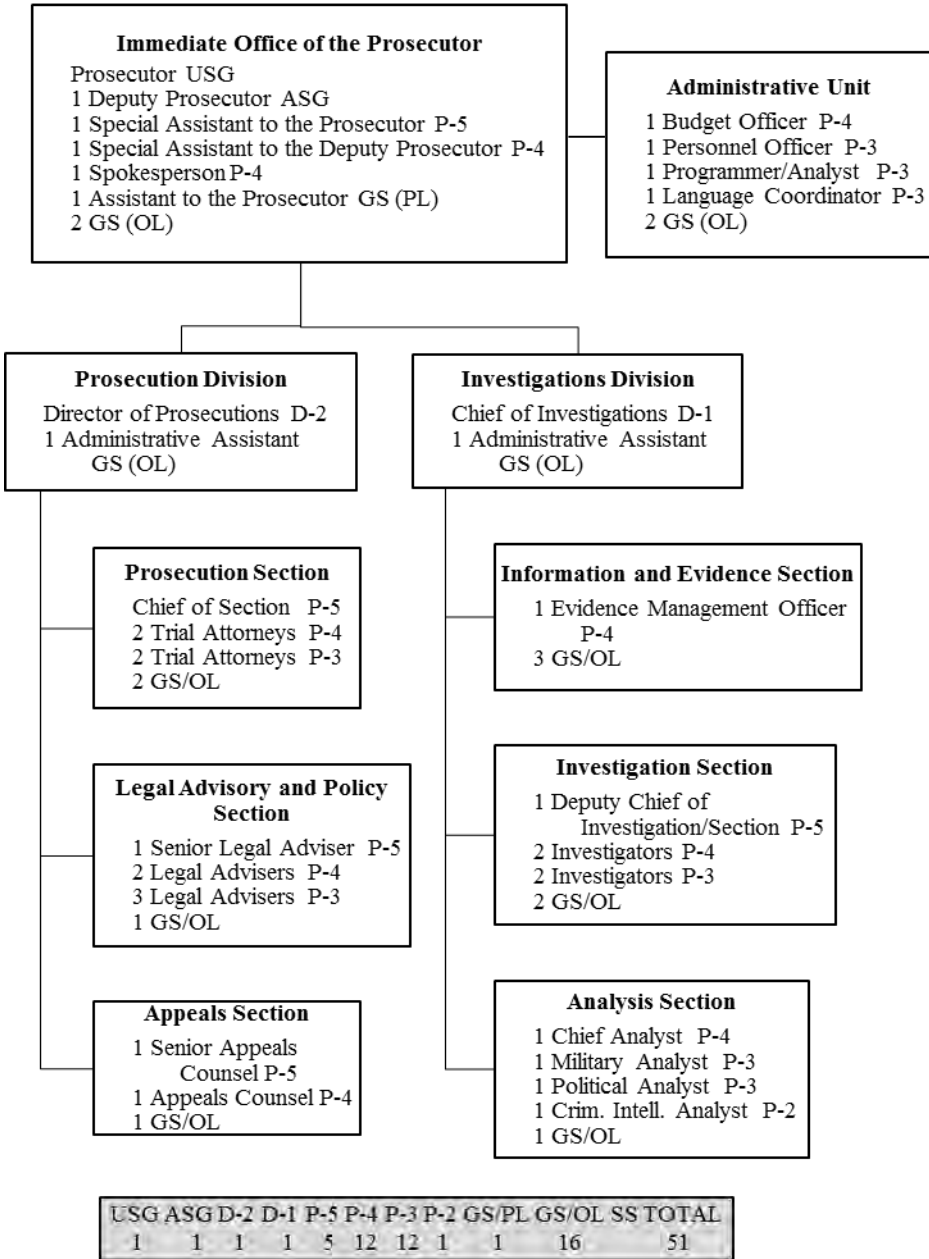 Immediate Office of the Prosecutor
Prosecutor USG
1 Deputy Prosecutor ASG
1 Special Assistant to the Prosecutor P-5
1 Special Assistant to the Deputy Prosecutor P-4
1 Spokesperson P-4
1 Assistant to the Prosecutor GS (PL)
2 GS (OL)
Administrative Unit
1 Budget Officer P-4
1 Personnel Officer P-3
1 Programmer/Analyst P-3
1 Language Coordinator P-3
2 GS (OL)
Prosecution Division
Director of Prosecutions D-2
1 Administrative Assistant
GS (OL)
Investigations Division
Chief of Investigations D-1
1 Administrative Assistant
GS (OL)
Prosecution Section
Chief of Section P-5
2 Trial Attorneys P-4
2 Trial Attorneys P-3
2 GS/OL
Information and Evidence Section
1 Evidence Management Officer
P-4
3 GS/OL
Legal Advisory and Policy
Section
1 Senior Legal Adviser P-5
2 Legal Advisers P-4
3 Legal Advisers P-3
1 GS/OL
Investigation Section
1 Deputy Chief of
Investigation/Section P-5
2 Investigators P-4
2 Investigators P-3
2 GS/OL
Appeals Section
1 Senior Appeals
Counsel P-5
1 Appeals Counsel P-4
1 GS/OL
Analysis Section
1 Chief Analyst P-4
1 Military Analyst P-3
1 Political Analyst P-3
1 Crim. Intell. Analyst P-2
1 GS/OL
USG ASG D-2 D-1 P-5 P-4 P-3 P-2 GS/PL GS/OL SS TOTAL
1 1 1 1 5 12 12 1 1 16 51